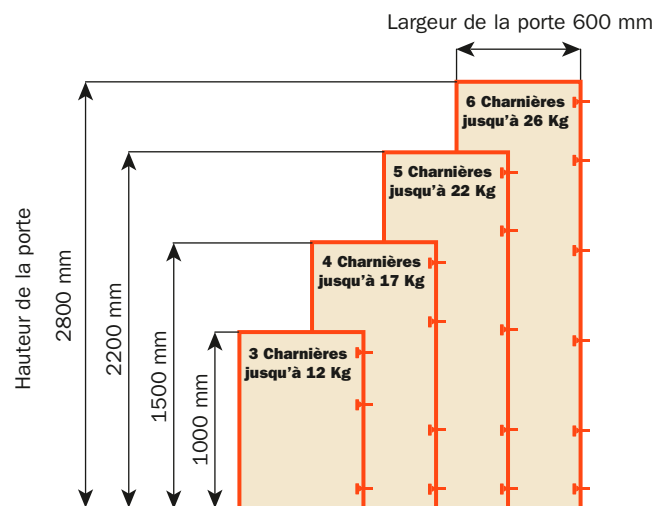 Largeur de la porte 600 mm
6 Charnières
jusqu'à 26 Kg
5 Charnières
jusqu'à 22 Kg
4 Charnières
jusqu'à 17 Kg
3 Charnières
jusqu'à 12 Kg
Hauteur de la porte
2800 mm
2200 mm
1500 mm
1000 mm